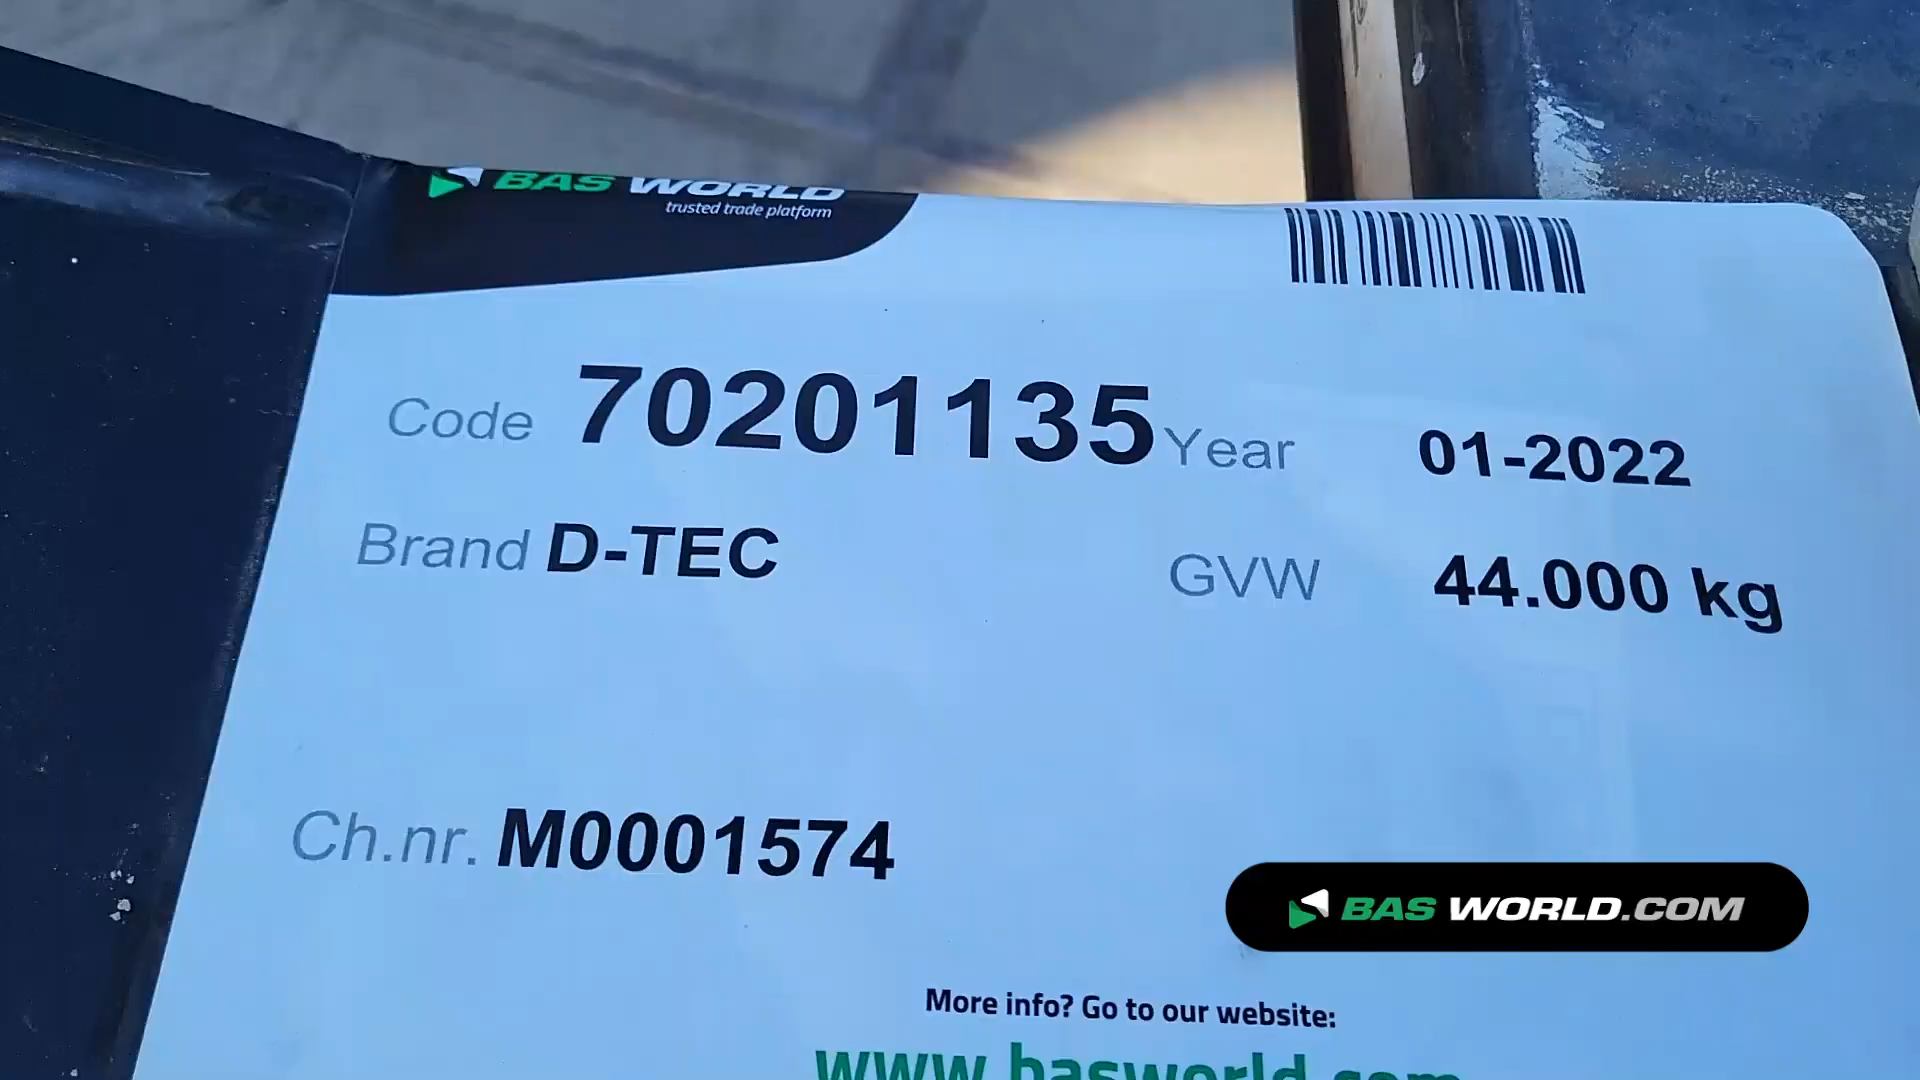 BAS WORLD
trusted trade platform
Code 70201135 Year 01-2022
Brand D-TEC GVW 44.000 kg
Ch.nr. M0001574
BAS WORLD.COM
More info? Go to our website:
www.basworld.com